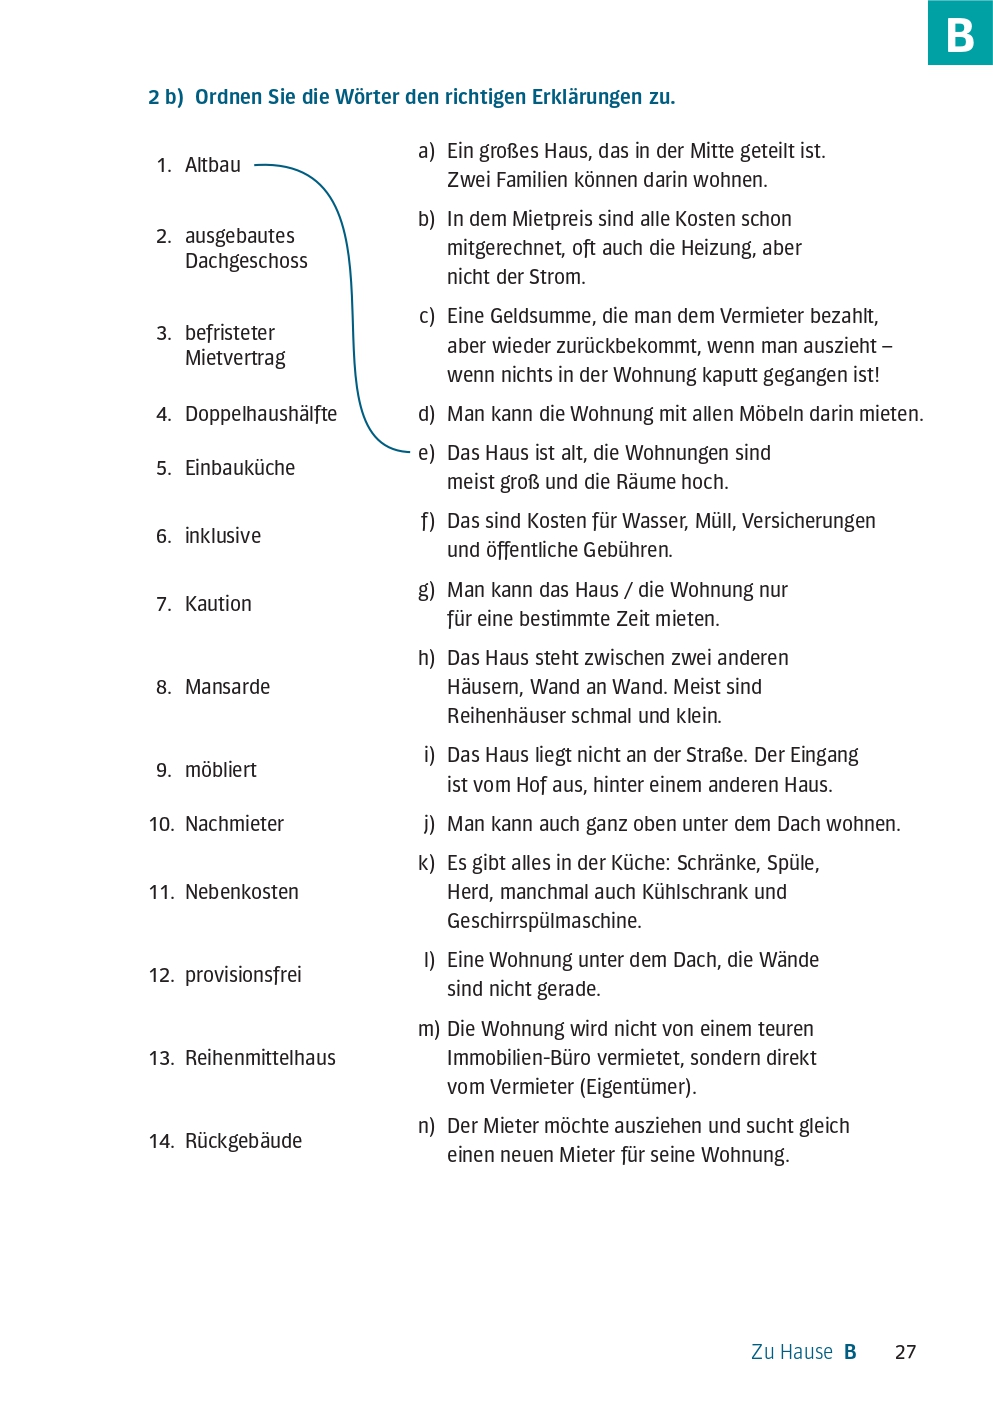 B
2 b) Ordnen Sie die Wörter den richtigen Erklärungen zu.
1. Altbau
2. ausgebautes
Dachgeschoss
3. befristeter
Mietvertrag
4. Doppelhaushälfte
5. Einbauküche
6. inklusive
7. Kaution
8. Mansarde
9. möbliert
10. Nachmieter
11. Nebenkosten
12. provisionsfrei
13. Reihenmittelhaus
14. Rückgebäude
a) Ein großes Haus, das in der Mitte geteilt ist.
Zwei Familien können darin wohnen.
b) In dem Mietpreis sind alle Kosten schon
mitgerechnet, oft auch die Heizung, aber
nicht der Strom.
c) Eine Geldsumme, die man dem Vermieter bezahlt,
aber wieder zurückbekommt, wenn man auszieht –
wenn nichts in der Wohnung kaputt gegangen ist!
d) Man kann die Wohnung mit allen Möbeln darin mieten.
e) Das Haus ist alt, die Wohnungen sind
meist groß und die Räume hoch.
f) Das sind Kosten für Wasser, Müll, Versicherungen
und öffentliche Gebühren.
g) Man kann das Haus / die Wohnung nur
für eine bestimmte Zeit mieten.
h) Das Haus steht zwischen zwei anderen
Häusern, Wand an Wand. Meist sind
Reihenhäuser schmal und klein.
i) Das Haus liegt nicht an der Straße. Der Eingang
ist vom Hof aus, hinter einem anderen Haus.
j) Man kann auch ganz oben unter dem Dach wohnen.
k) Es gibt alles in der Küche: Schränke, Spüle,
Herd, manchmal auch Kühlschrank und
Geschirrspülmaschine.
l) Eine Wohnung unter dem Dach, die Wände
sind nicht gerade.
m) Die Wohnung wird nicht von einem teuren
Immobilien-Büro vermietet, sondern direkt
vom Vermieter (Eigentümer).
n) Der Mieter möchte ausziehen und sucht gleich
einen neuen Mieter für seine Wohnung.
Zu Hause B 27